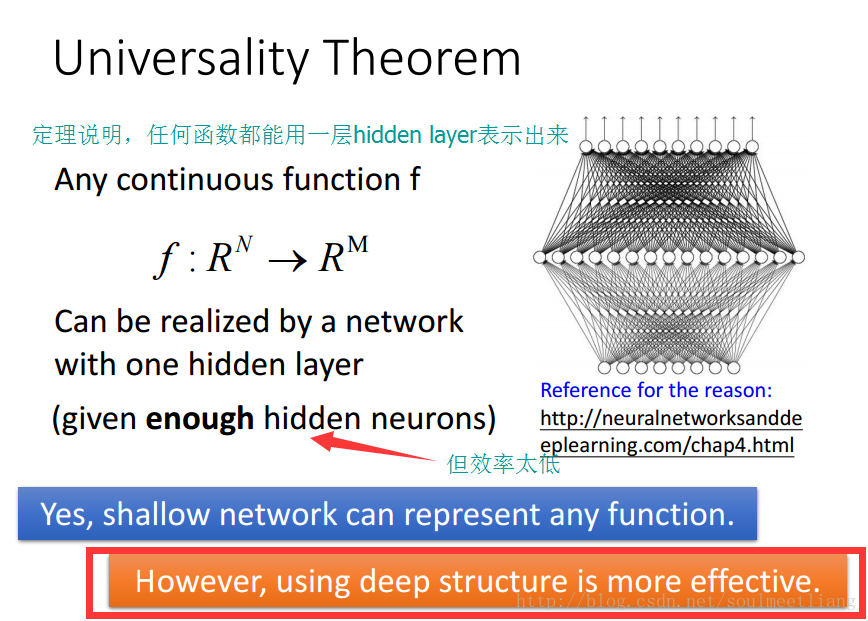 Universality Theorem
定理说明，任何函数都能用一层hidden layer表示出来
Any continuous function f
f : R^N → R^M
Can be realized by a network
with one hidden layer
(given enough hidden neurons)
Reference for the reason:
http://neuralnetworksandde
eplearning.com/chap4.html
但效率太低
Yes, shallow network can represent any function.
However, using deep structure is more effective.
http://blog.csdn.net/soulmeetliang